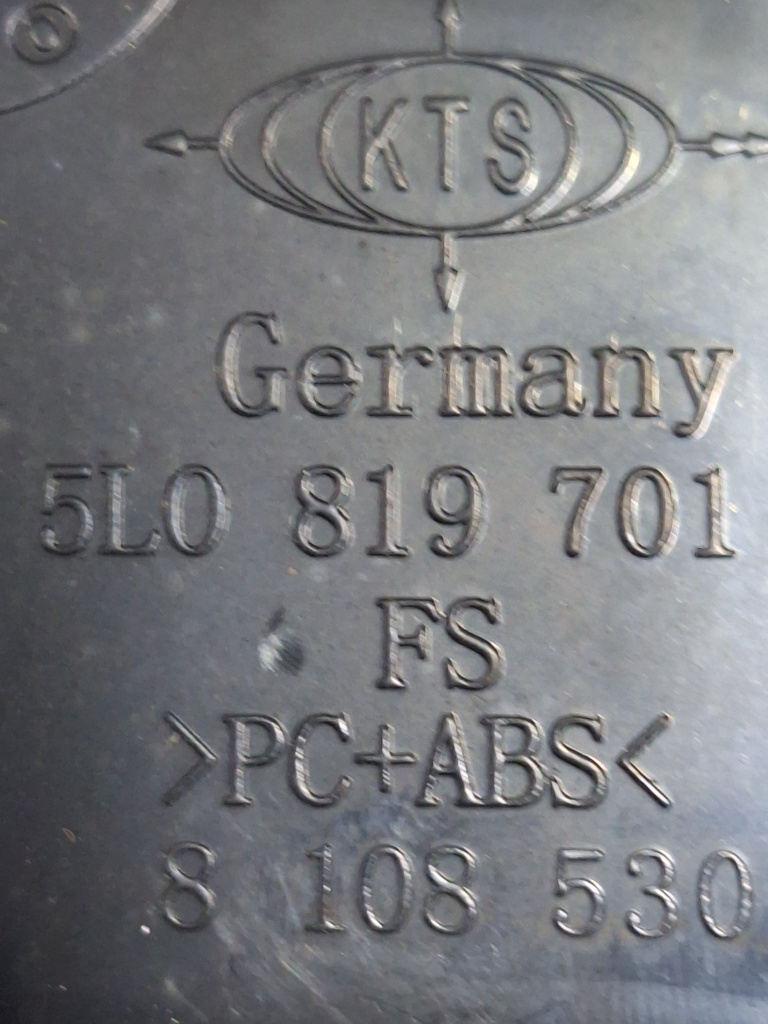 KTS
Germany
5L0 819 701
FS
>PC+ABS<
8 108 530